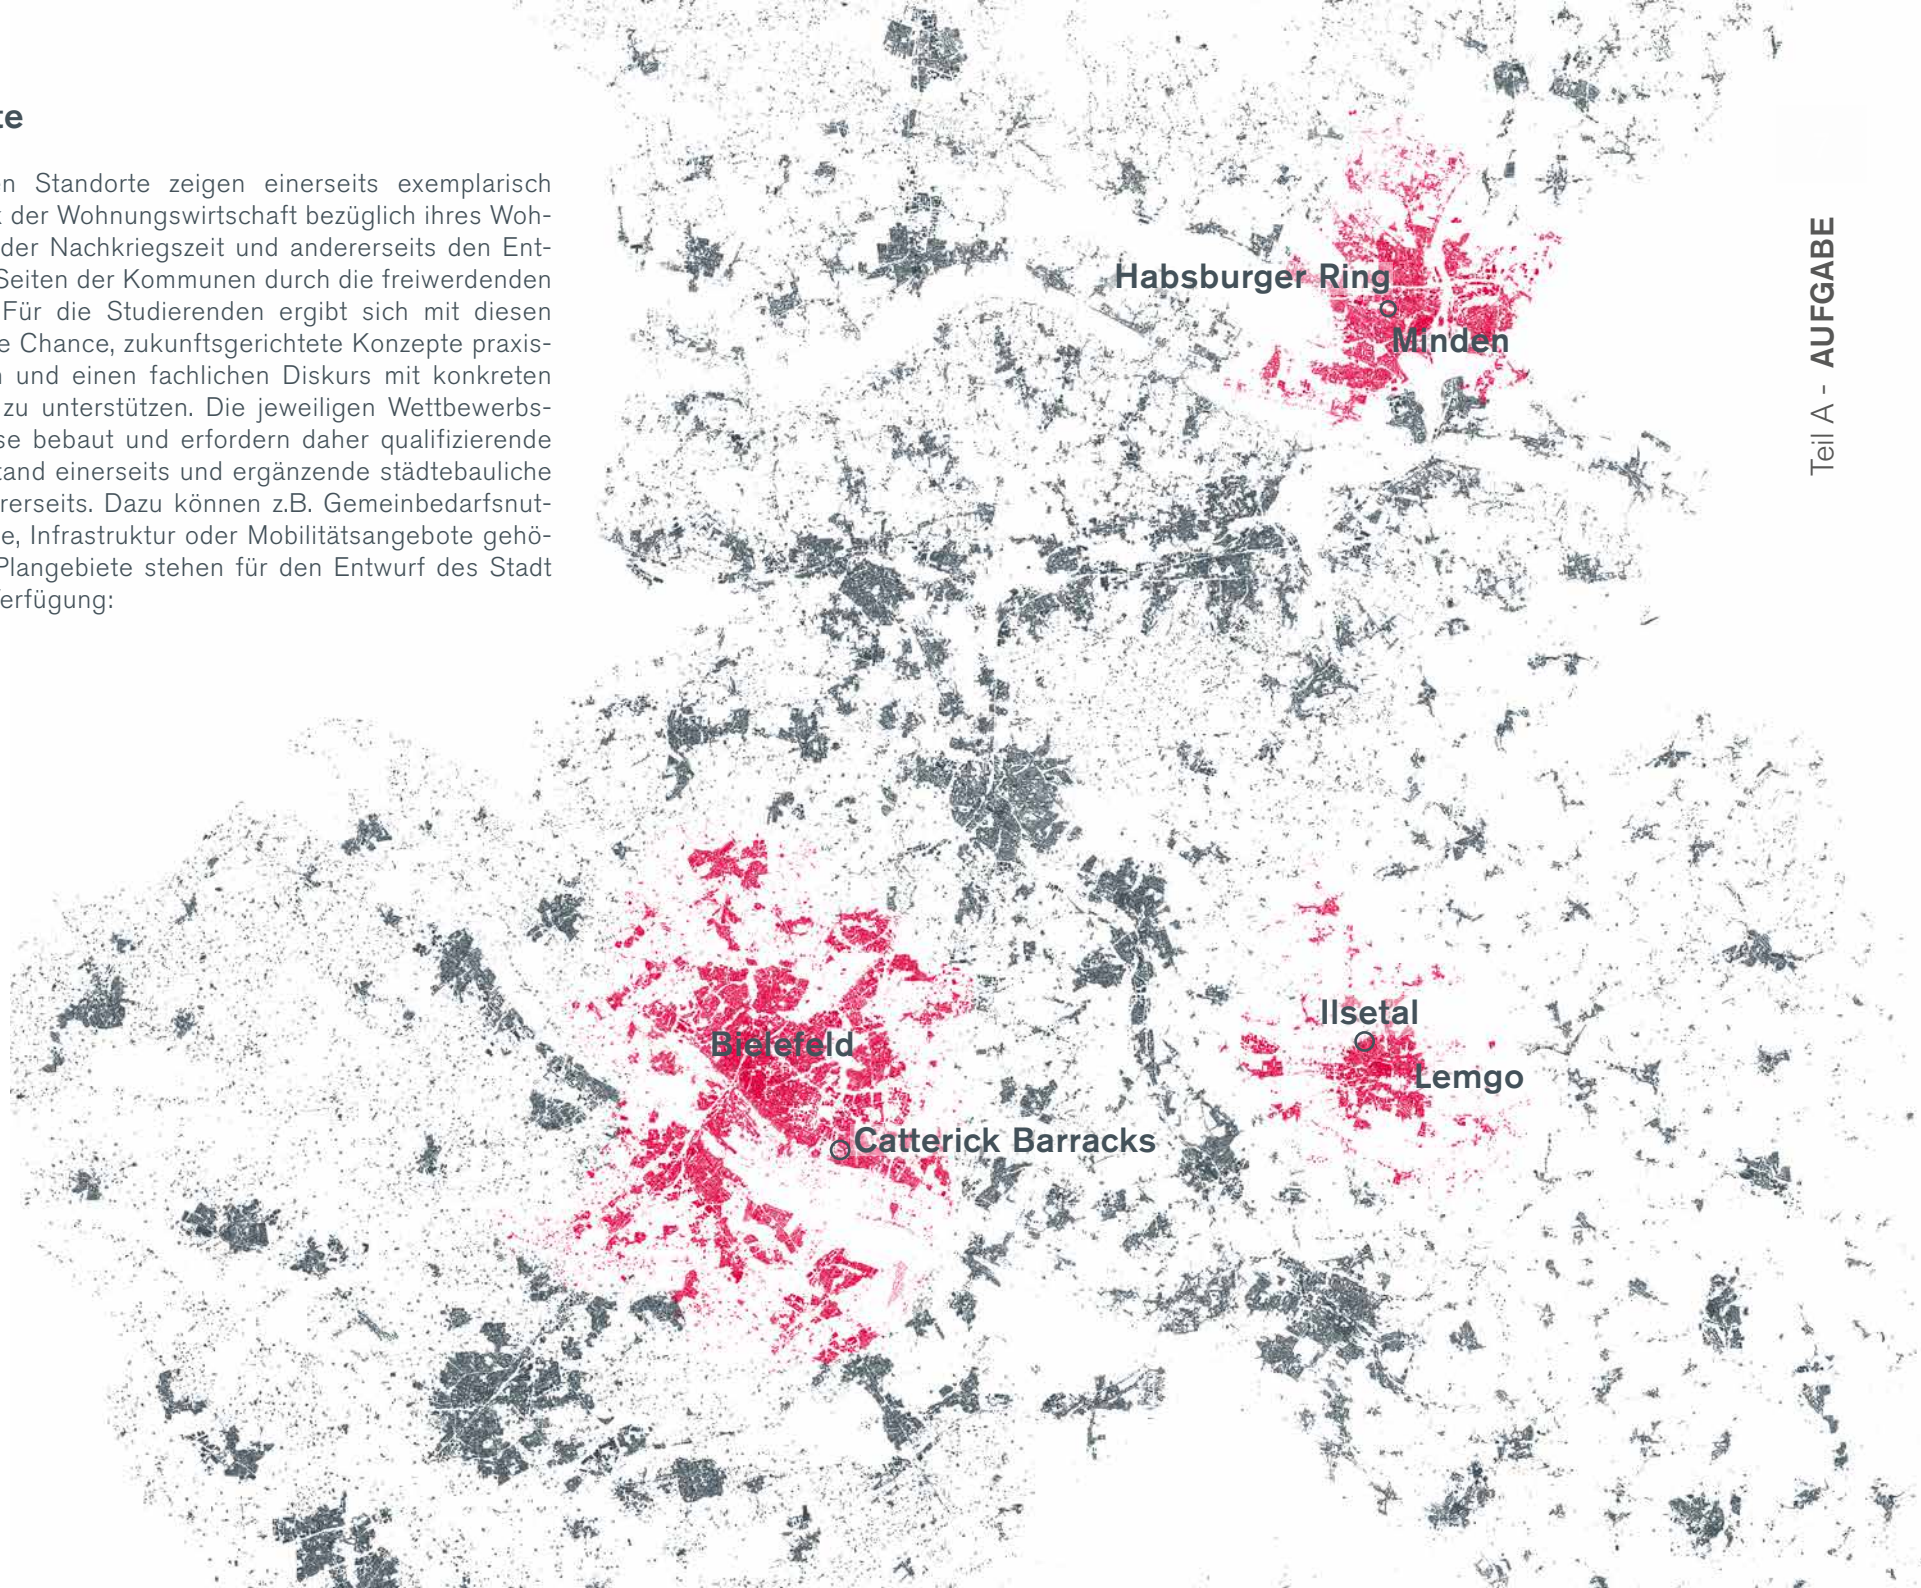 te
n Standorte zeigen einerseits exemplarisch
t der Wohnungswirtschaft bezüglich ihres Woh-
der Nachkriegszeit und andererseits den Ent-
Seiten der Kommunen durch die freiwerdenden
Für die Studierenden ergibt sich mit diesen
e Chance, zukunftsgerichtete Konzepte praxis-
n und einen fachlichen Diskurs mit konkreten
zu unterstützen. Die jeweiligen Wettbewerbs-
se bebaut und erfordern daher qualifizierende
tand einerseits und ergänzende städtebauliche
rerseits. Dazu können z.B. Gemeinbedarfsnut-
e, Infrastruktur oder Mobilitätsangebote gehö-
Plangebiete stehen für den Entwurf des Stadt
erfügung:
Habsburger Ring
Minden
Teil A - AUFGABE
Ilsetal
Bielefeld
Lemgo
Catterick Barracks